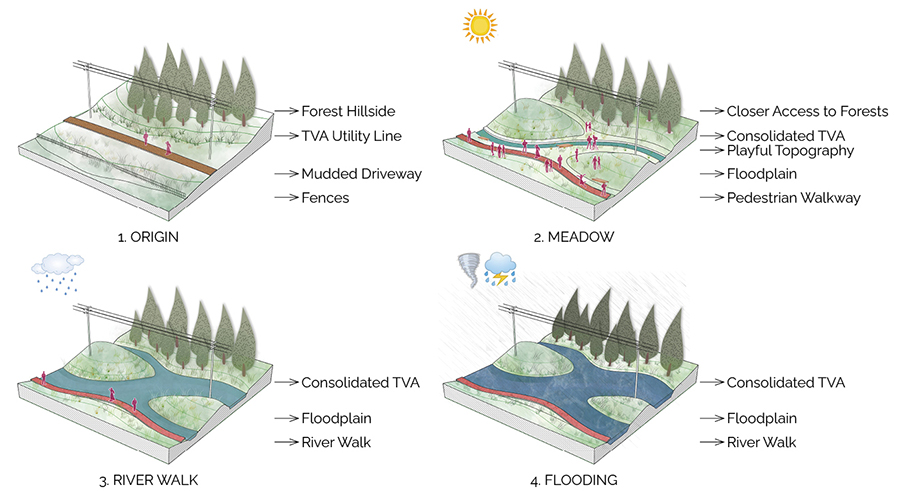 Forest Hillside
TVA Utility Line
Mudded Driveway
Fences
1. ORIGIN
Closer Access to Forests
Consolidated TVA
Playful Topography
Floodplain
Pedestrian Walkway
2. MEADOW
Consolidated TVA
Floodplain
River Walk
3. RIVER WALK
Consolidated TVA
Floodplain
River Walk
4. FLOODING